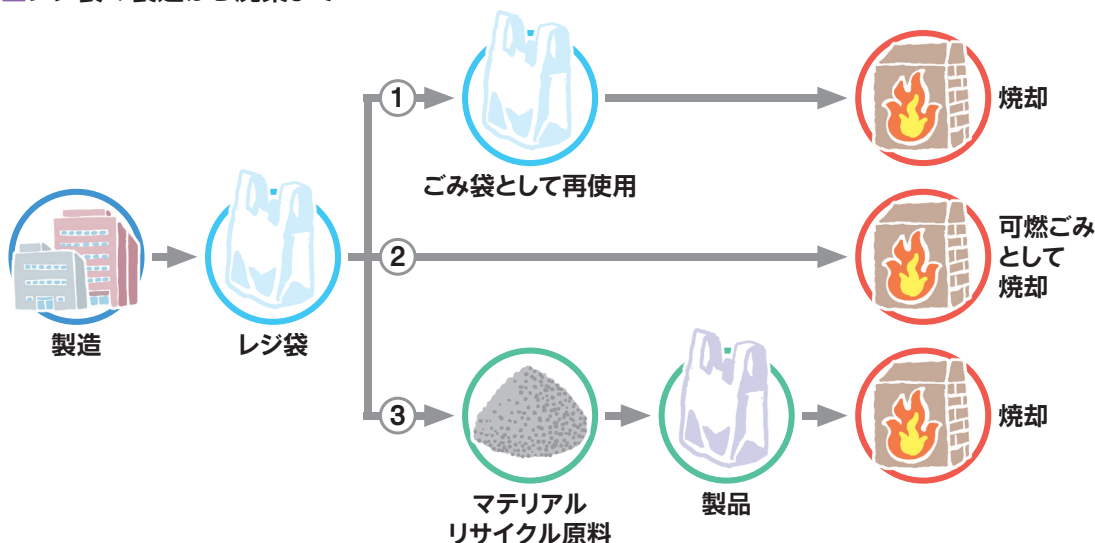 ①
焼却
ごみ袋として再使用
②
可燃ごみ
として
焼却
製造
レジ袋
③
焼却
マテリアル
リサイクル原料
製品